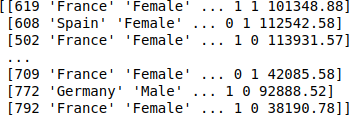 [[619 'France' 'Female' ... 1 1 101348.88]
[608 'Spain' 'Female' ... 0 1 112542.58]
[502 'France' 'Female' ... 1 0 113931.57]
...
[709 'France' 'Female' ... 0 1 42085.58]
[772 'Germany' 'Male' ... 1 0 92888.52]
[792 'France' 'Female' ... 1 0 38190.78]]